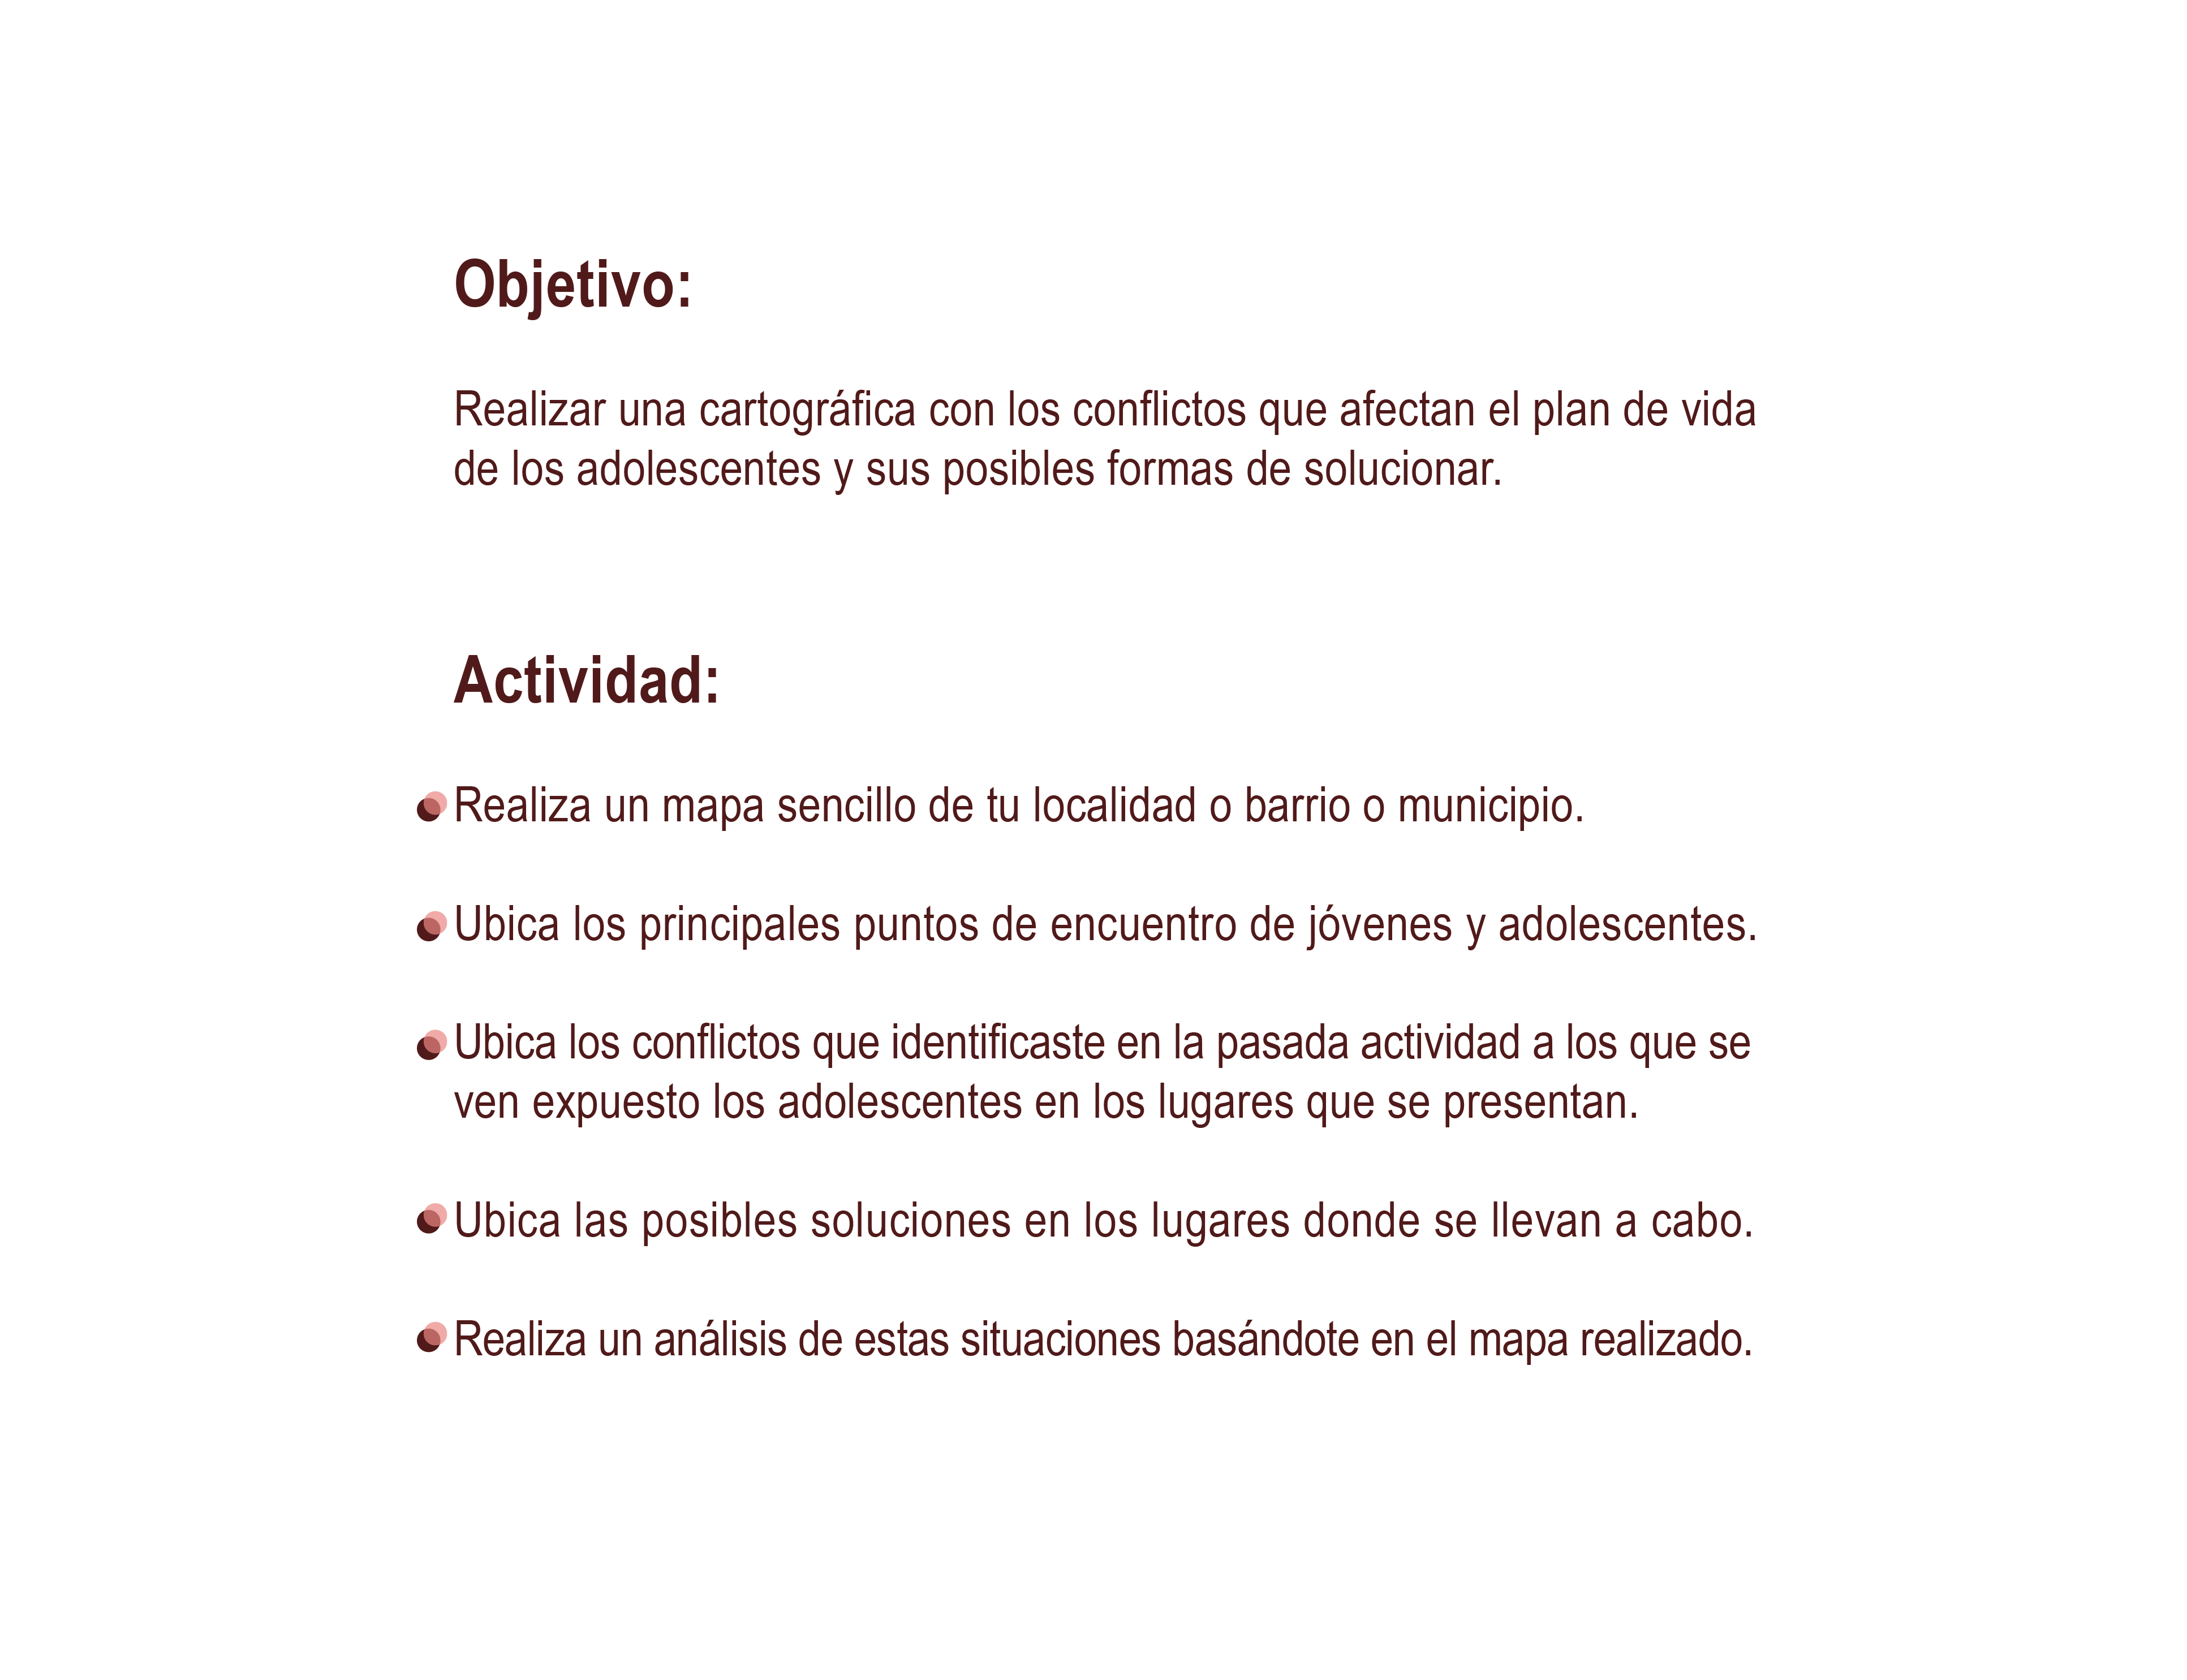 Objetivo:
Realizar una cartográfica con los conflictos que afectan el plan de vida
de los adolescentes y sus posibles formas de solucionar.
Actividad:
Realiza un mapa sencillo de tu localidad o barrio o municipio.
Ubica los principales puntos de encuentro de jóvenes y adolescentes.
Ubica los conflictos que identificaste en la pasada actividad a los que se
ven expuesto los adolescentes en los lugares que se presentan.
Ubica las posibles soluciones en los lugares donde se llevan a cabo.
Realiza un análisis de estas situaciones basándote en el mapa realizado.